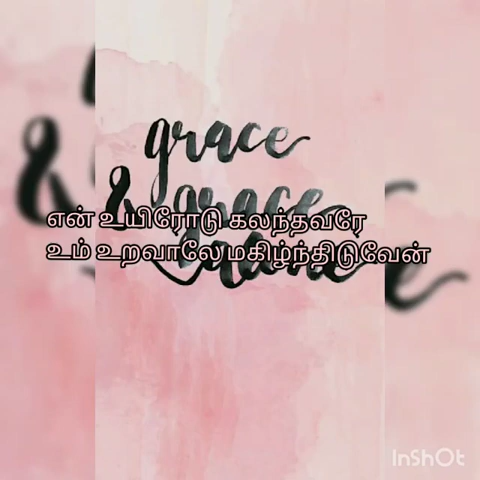 grace
& grace
என் உயிரோடு கலந்தவரே
உம் உறவாலே மகிழ்ந்திடுவேன்
InShOt